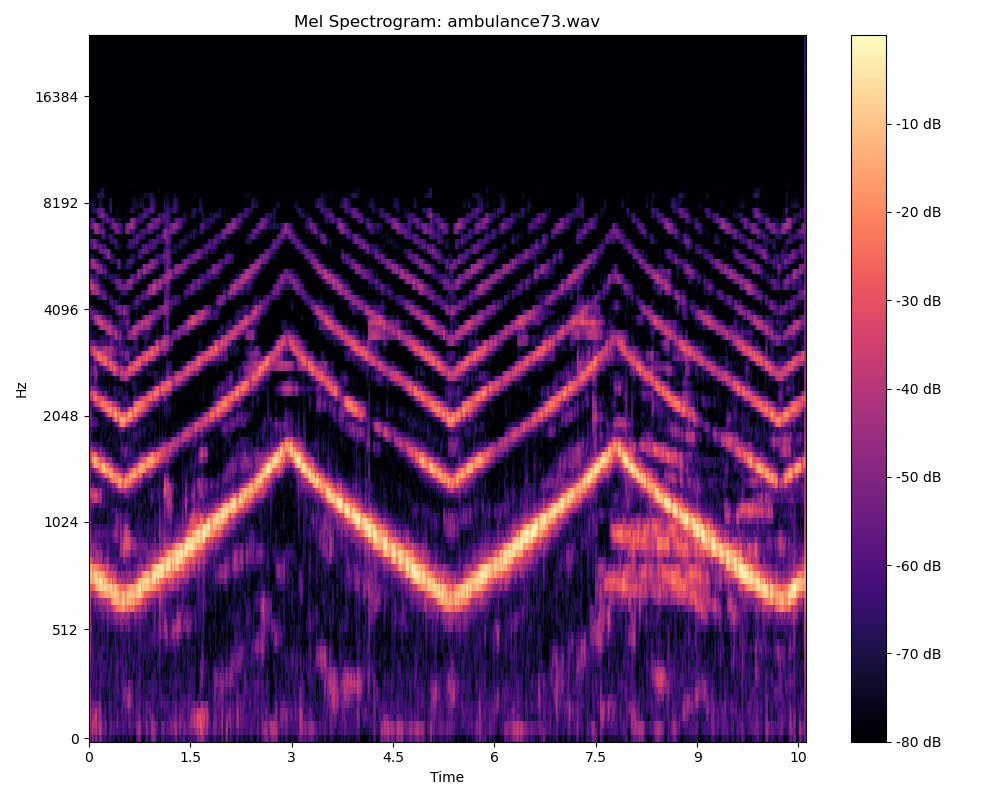 Mel Spectrogram: ambulance73.wav
16384
8192
4096
2048
1024
512
0
Hz
0
1.5
3
4.5
6
7.5
9
10
Time
-10 dB
-20 dB
-30 dB
-40 dB
-50 dB
-60 dB
-70 dB
-80 dB